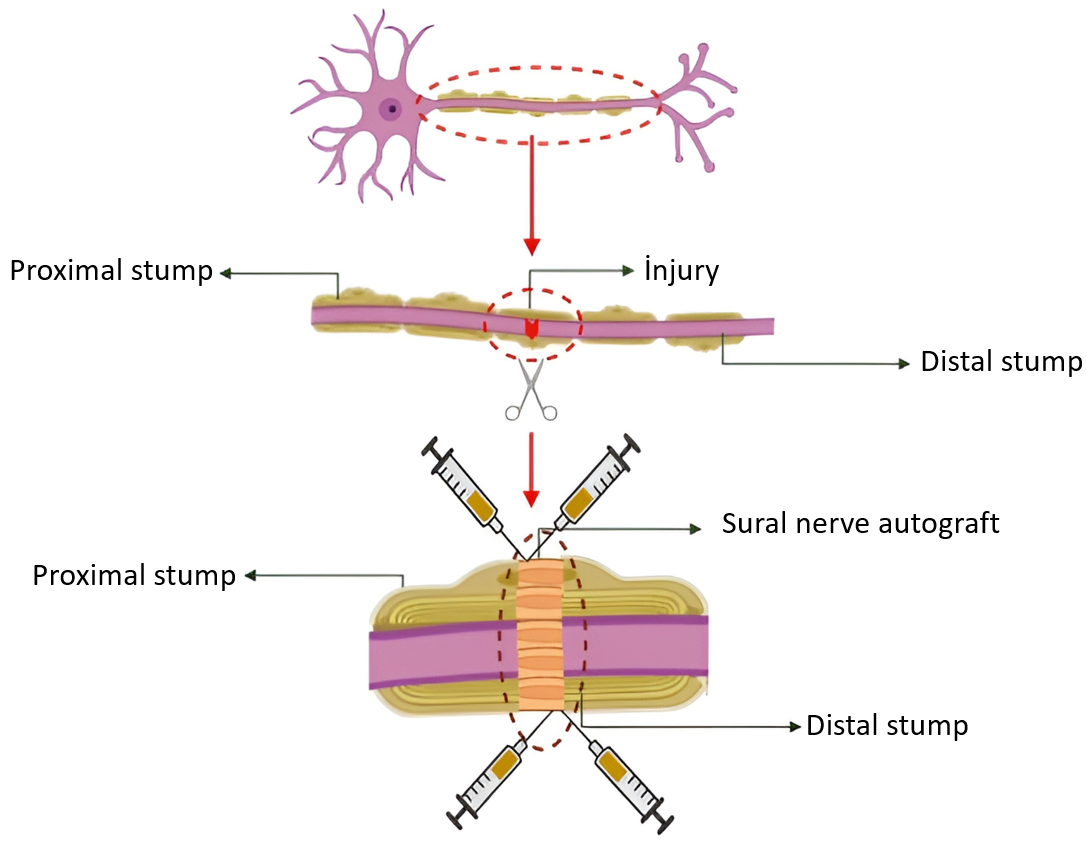 Proximal stump
İnjury
Distal stump
Sural nerve autograft
Proximal stump
Distal stump